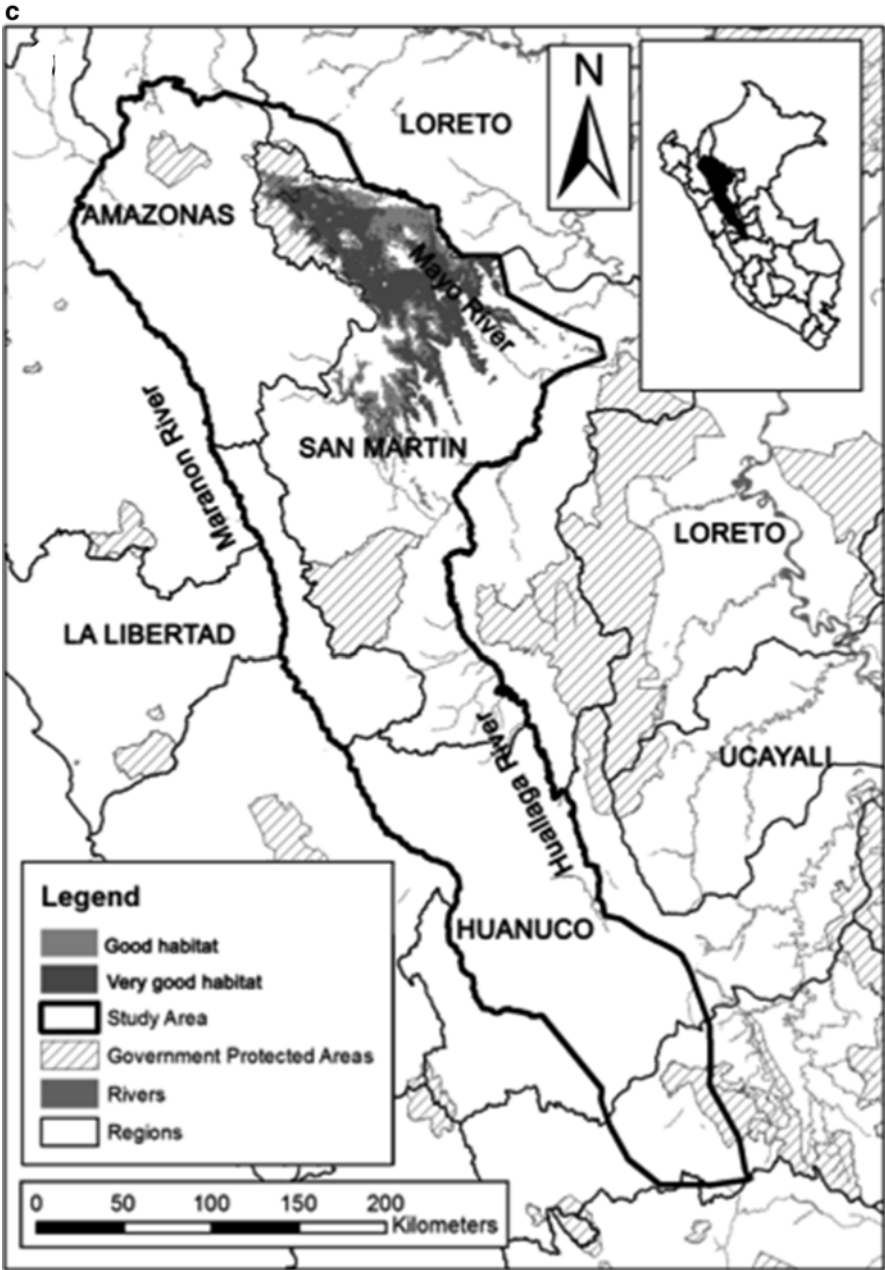 c
N
LORETO
AMAZONAS
Mayo River
SAN MARTIN
Maranon River
LORETO
LA LIBERTAD
UCAYALI
Huallaga River
HUANUCO
Legend
Good habitat
Very good habitat
Study Area
Government Protected Areas
Rivers
Regions
0 50 100 150 200
Kilometers